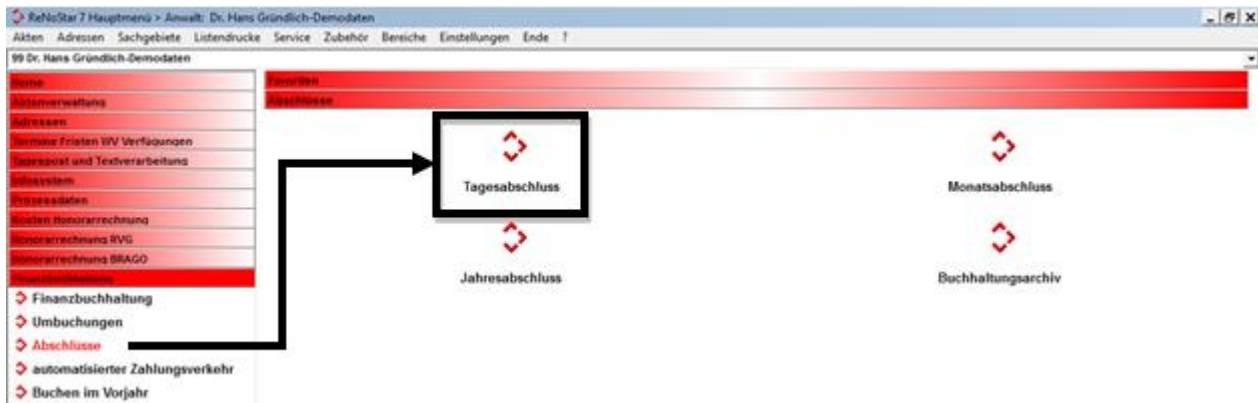 ReNoStar 7 Hauptmenü > Anwalt: Dr. Hans Gründlich-Demodaten
Akten Adressen Sachgebiete Listendrucke Service Zubehör Bereiche Einstellungen Ende ?
99 Dr. Hans Gründlich-Demodaten
Home
Aktenverwaltung
Adressen
Termine Fristen WV Verfügungen
Tagespost und Textverarbeitung
Infosystem
Prozessdaten
Kosten Honorarrechnung
Honorarrechnung RVG
Honorarrechnung BRAGO
Finanzbuchhaltung
Finanzbuchhaltung
Umbuchungen
Abschlüsse
automatisierter Zahlungsverkehr
Buchen im Vorjahr
Favoriten
Abschlüsse
Tagesabschluss
Monatsabschluss
Jahresabschluss
Buchhaltungsarchiv